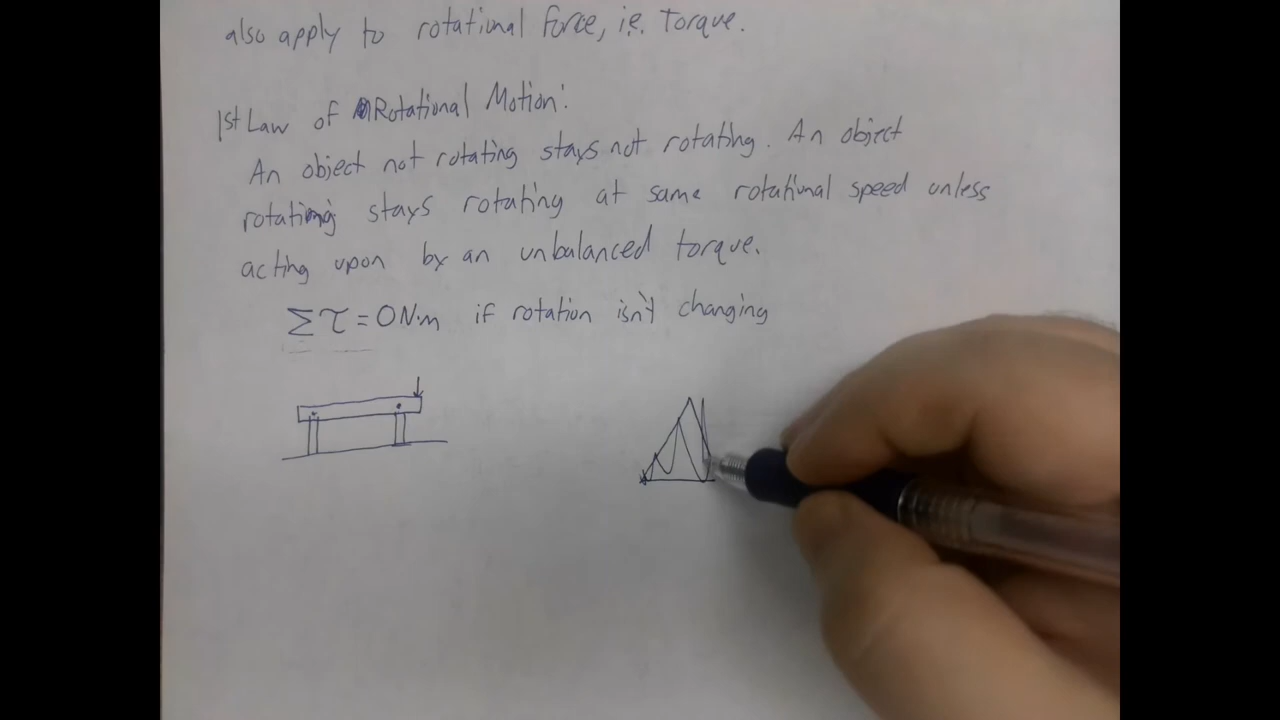 also apply to rotational force, i.e. Torque.
1st Law of Rotational Motion:
An object not rotating stays not rotating. An object
rotating stays rotating at same rotational speed unless
acting upon by an unbalanced torque.
Στ = 0 N·m if rotation isn't changing